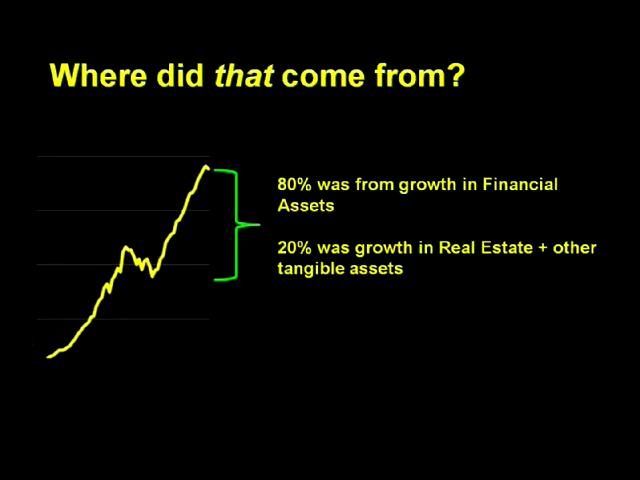 Where did that come from?
80% was from growth in Financial
Assets
20% was growth in Real Estate + other
tangible assets